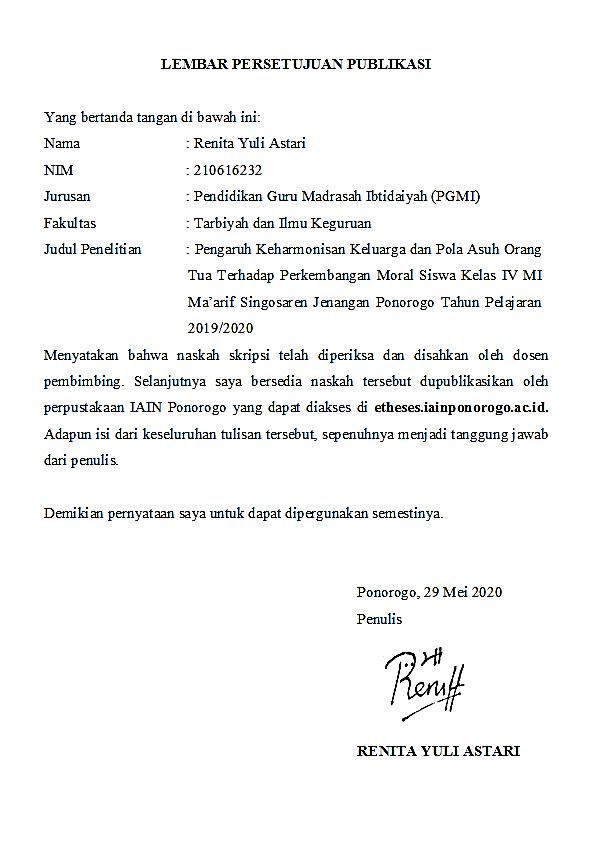 LEMBAR PERSETUJUAN PUBLIKASI
Yang bertanda tangan di bawah ini:
Nama : Renita Yuli Astari
NIM : 210616232
Jurusan : Pendidikan Guru Madrasah Ibtidaiyah (PGMI)
Fakultas : Tarbiyah dan Ilmu Keguruan
Judul Penelitian : Pengaruh Keharmonisan Keluarga dan Pola Asuh Orang
Tua Terhadap Perkembangan Moral Siswa Kelas IV MI
Ma’arif Singosaren Jenangan Ponorogo Tahun Pelajaran
2019/2020
Menyatakan bahwa naskah skripsi telah diperiksa dan disahkan oleh dosen
pembimbing. Selanjutnya saya bersedia naskah tersebut dupublikasikan oleh
perpustakaan IAIN Ponorogo yang dapat diakses di etheses.iainponorogo.ac.id.
Adapun isi dari keseluruhan tulisan tersebut, sepenuhnya menjadi tanggung jawab
dari penulis.
Demikian pernyataan saya untuk dapat dipergunakan semestinya.
Ponorogo, 29 Mei 2020
Penulis
RENITA YULI ASTARI